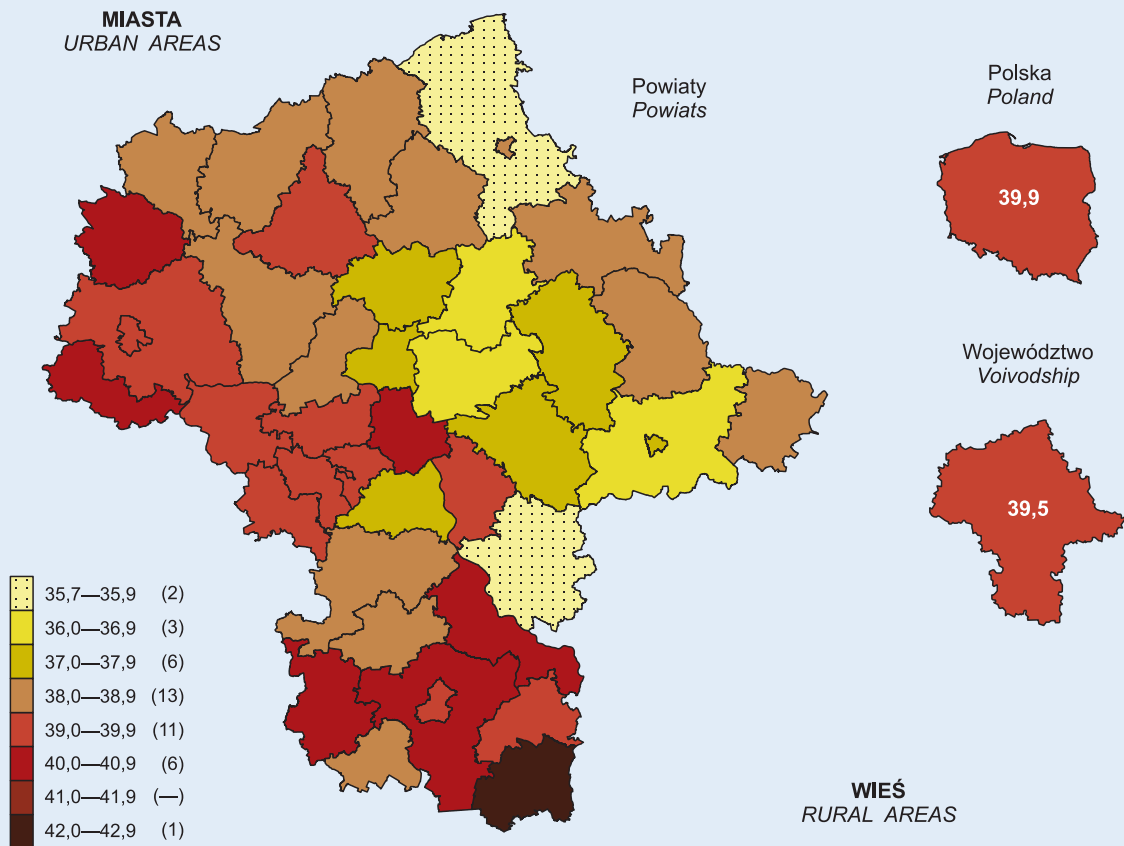 MIASTA
URBAN AREAS
Powiaty
Powiats
Polska
Poland
39,9
Województwo
Voivodship
39,5
35,7—35,9 (2)
36,0—36,9 (3)
37,0—37,9 (6)
38,0—38,9 (13)
39,0—39,9 (11)
40,0—40,9 (6)
41,0—41,9 (—)
42,0—42,9 (1)
WIEŚ
RURAL AREAS